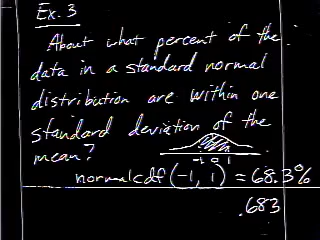 Ex. 3
About what percent of the
data in a standard normal
distribution are within one
standard deviation of the
mean?
-1 0 1
normalcdf(-1, 1) = 68.3%
.683